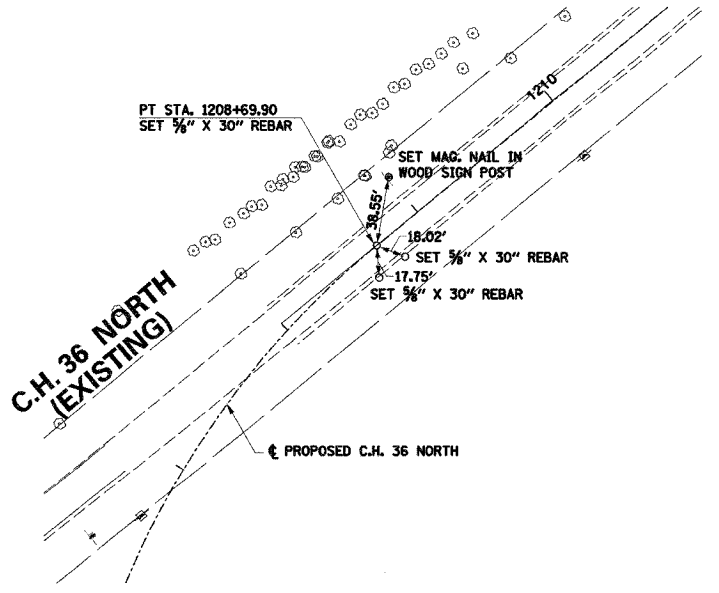 1210
PT STA. 1208+69.90
SET ⅝" X 30" REBAR
SET MAG. NAIL IN
WOOD SIGN POST
38.55'
18.02'
SET ⅝" X 30" REBAR
17.75'
SET ⅝" X 30" REBAR
C.H. 36 NORTH
(EXISTING)
℄ PROPOSED C.H. 36 NORTH